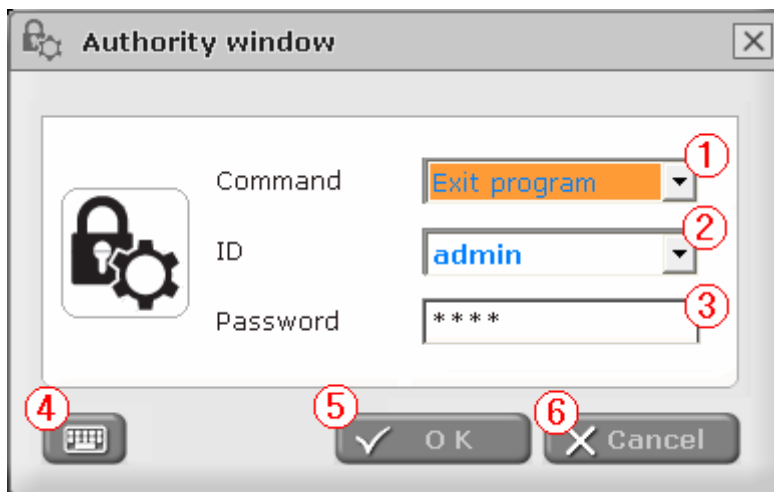 Authority window
Command
Exit program
1
ID
admin
2
Password
****
3
4
5
OK
6
Cancel